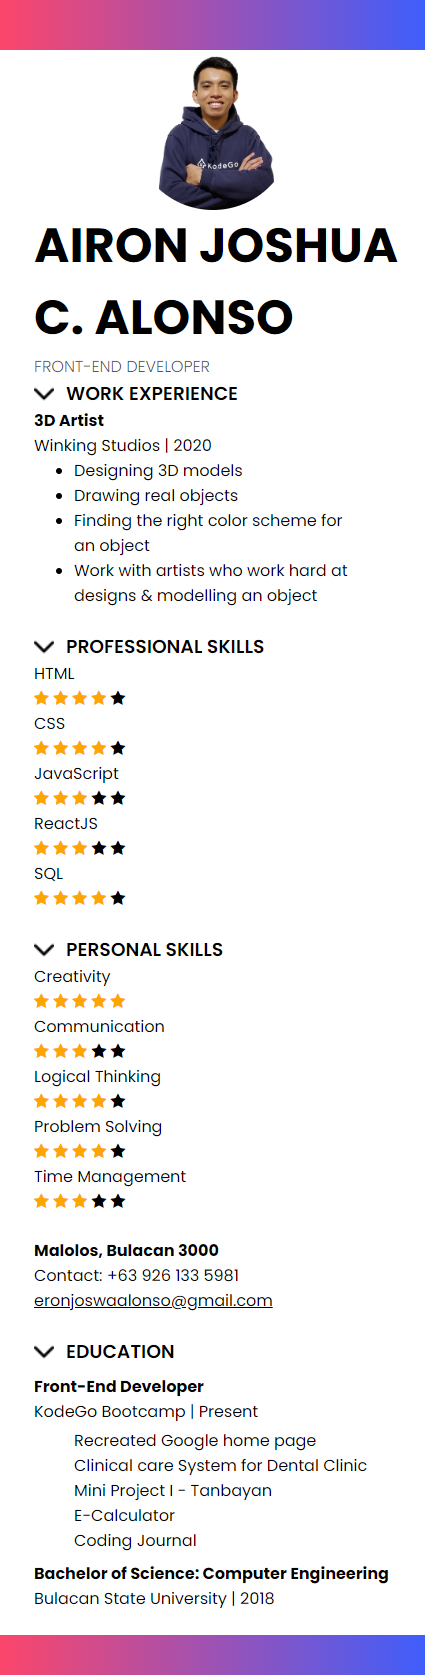 KodeGo
AIRON JOSHUA
C. ALONSO
FRONT-END DEVELOPER
WORK EXPERIENCE
3D Artist
Winking Studios | 2020
Designing 3D models
Drawing real objects
Finding the right color scheme for
an object
Work with artists who work hard at
designs & modelling an object
PROFESSIONAL SKILLS
HTML
CSS
JavaScript
ReactJS
SQL
PERSONAL SKILLS
Creativity
Communication
Logical Thinking
Problem Solving
Time Management
Malolos, Bulacan 3000
Contact: +63 926 133 5981
eronjoswaalonso@gmail.com
EDUCATION
Front-End Developer
KodeGo Bootcamp | Present
Recreated Google home page
Clinical care System for Dental Clinic
Mini Project I - Tanbayan
E-Calculator
Coding Journal
Bachelor of Science: Computer Engineering
Bulacan State University | 2018